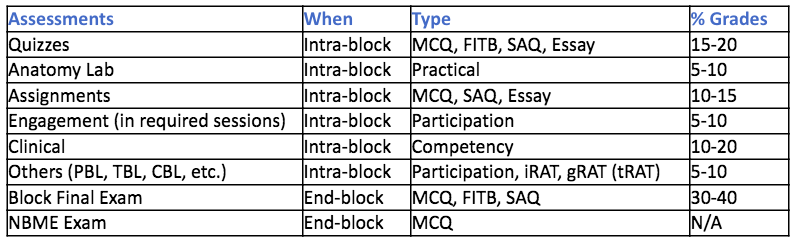 Assessments When Type % Grades
Quizzes Intra-block MCQ, FITB, SAQ, Essay 15-20
Anatomy Lab Intra-block Practical 5-10
Assignments Intra-block MCQ, SAQ, Essay 10-15
Engagement (in required sessions) Intra-block Participation 5-10
Clinical Intra-block Competency 10-20
Others (PBL, TBL, CBL, etc.) Intra-block Participation, iRAT, gRAT (tRAT) 5-10
Block Final Exam End-block MCQ, FITB, SAQ 30-40
NBME Exam End-block MCQ N/A